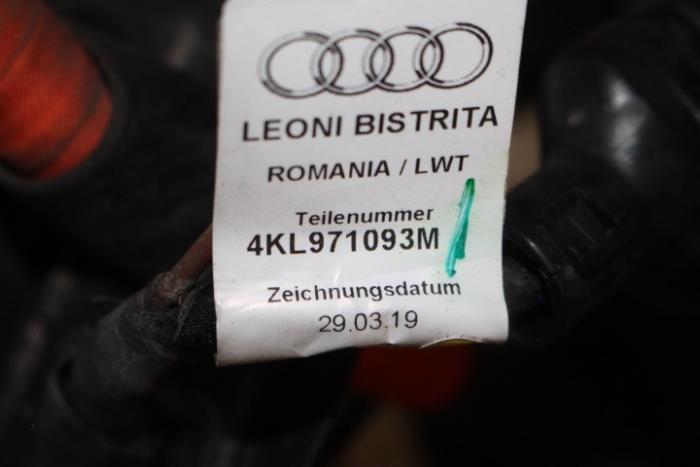 LEONI BISTRITA
ROMANIA / LWT
Teilenummer
4KL971093M
Zeichnungsdatum
29.03.19